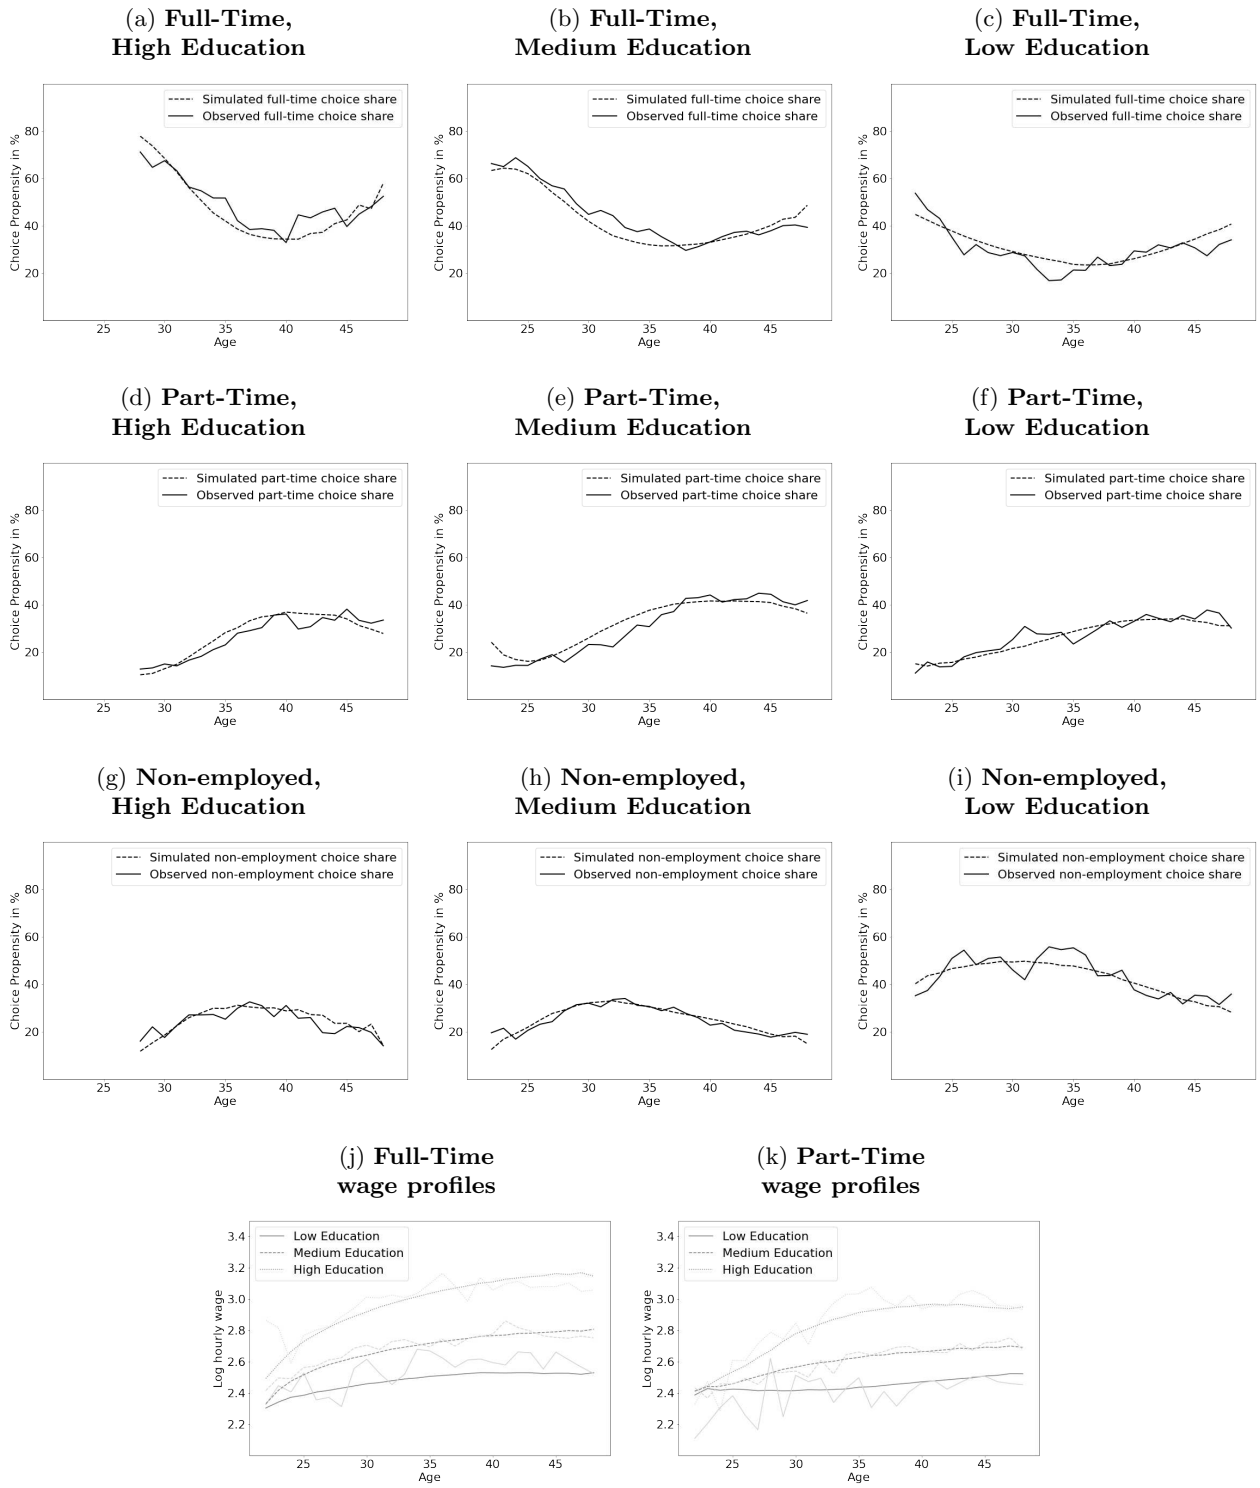 (a) Full-Time,
High Education
(b) Full-Time,
Medium Education
(c) Full-Time,
Low Education
Simulated full-time choice share
Observed full-time choice share
Choice Propensity in %
80
60
40
20
25 30 35 40 45
Age
Simulated full-time choice share
Observed full-time choice share
Choice Propensity in %
80
60
40
20
25 30 35 40 45
Age
Simulated full-time choice share
Observed full-time choice share
Choice Propensity in %
80
60
40
20
25 30 35 40 45
Age
(d) Part-Time,
High Education
(e) Part-Time,
Medium Education
(f) Part-Time,
Low Education
Simulated part-time choice share
Observed part-time choice share
Choice Propensity in %
80
60
40
20
25 30 35 40 45
Age
Simulated part-time choice share
Observed part-time choice share
Choice Propensity in %
80
60
40
20
25 30 35 40 45
Age
Simulated part-time choice share
Observed part-time choice share
Choice Propensity in %
80
60
40
20
25 30 35 40 45
Age
(g) Non-employed,
High Education
(h) Non-employed,
Medium Education
(i) Non-employed,
Low Education
Simulated non-employment choice share
Observed non-employment choice share
Choice Propensity in %
80
60
40
20
25 30 35 40 45
Age
Simulated non-employment choice share
Observed non-employment choice share
Choice Propensity in %
80
60
40
20
25 30 35 40 45
Age
Simulated non-employment choice share
Observed non-employment choice share
Choice Propensity in %
80
60
40
20
25 30 35 40 45
Age
(j) Full-Time
wage profiles
(k) Part-Time
wage profiles
Low Education
Medium Education
High Education
Log hourly wage
3.4
3.2
3.0
2.8
2.6
2.4
2.2
25 30 35 40 45
Age
Low Education
Medium Education
High Education
Log hourly wage
3.4
3.2
3.0
2.8
2.6
2.4
2.2
25 30 35 40 45
Age